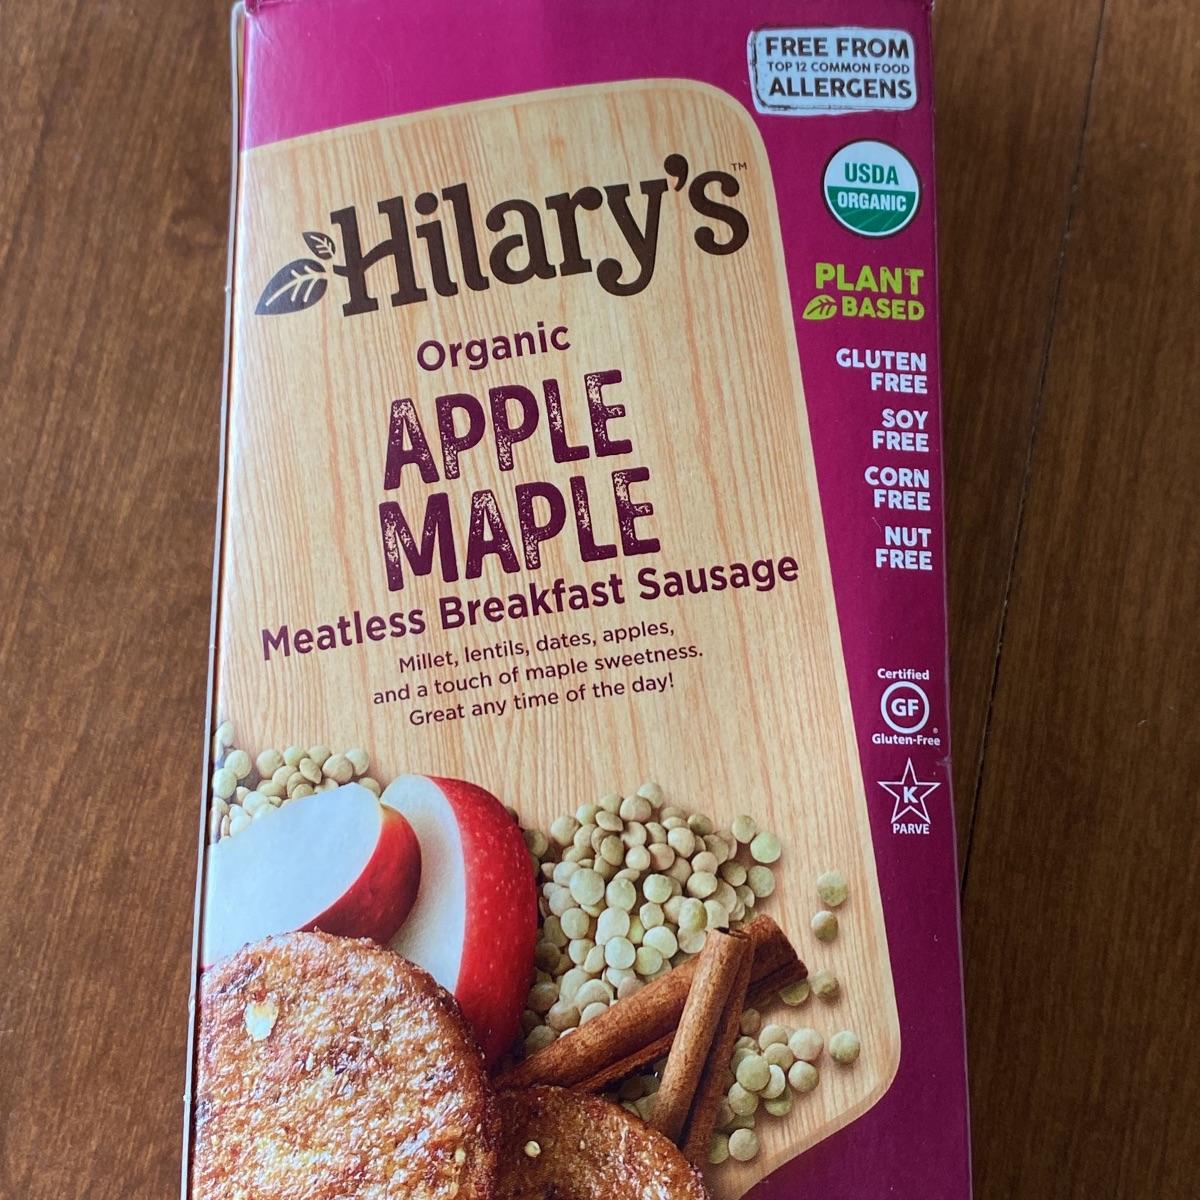 FREE FROM
TOP 12 COMMON FOOD
ALLERGENS
Hilary's™
USDA
ORGANIC
PLANT
BASED
Organic
APPLE
MAPLE
Meatless Breakfast Sausage
Millet, lentils, dates, apples,
and a touch of maple sweetness.
Great any time of the day!
GLUTEN
FREE
SOY
FREE
CORN
FREE
NUT
FREE
Certified
GF
®
Gluten-Free
K
PARVE